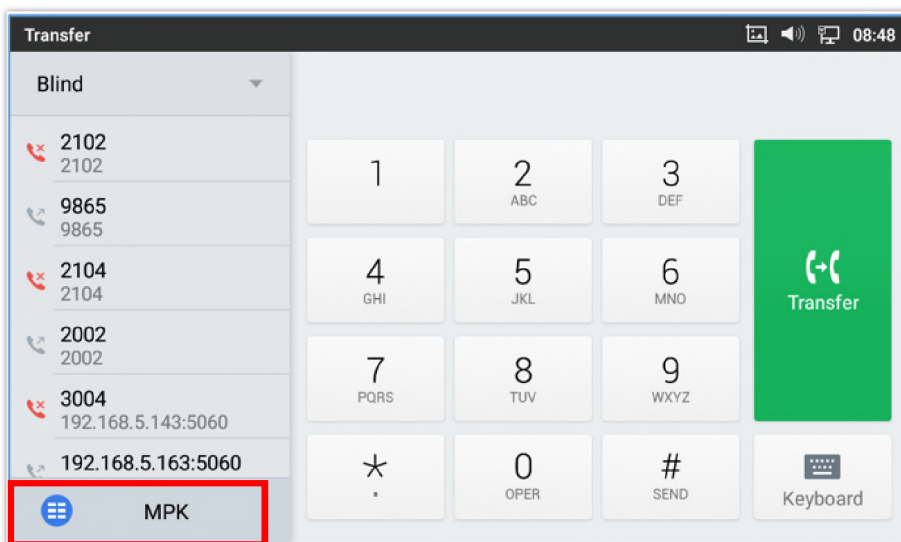 Transfer
08:48
Blind
2102
2102
9865
9865
2104
2104
2002
2002
3004
192.168.5.143:5060
192.168.5.163:5060
MPK
1
2
ABC
3
DEF
4
GHI
5
JKL
6
MNO
7
PQRS
8
TUV
9
WXYZ
*
.
0
OPER
#
SEND
Transfer
Keyboard